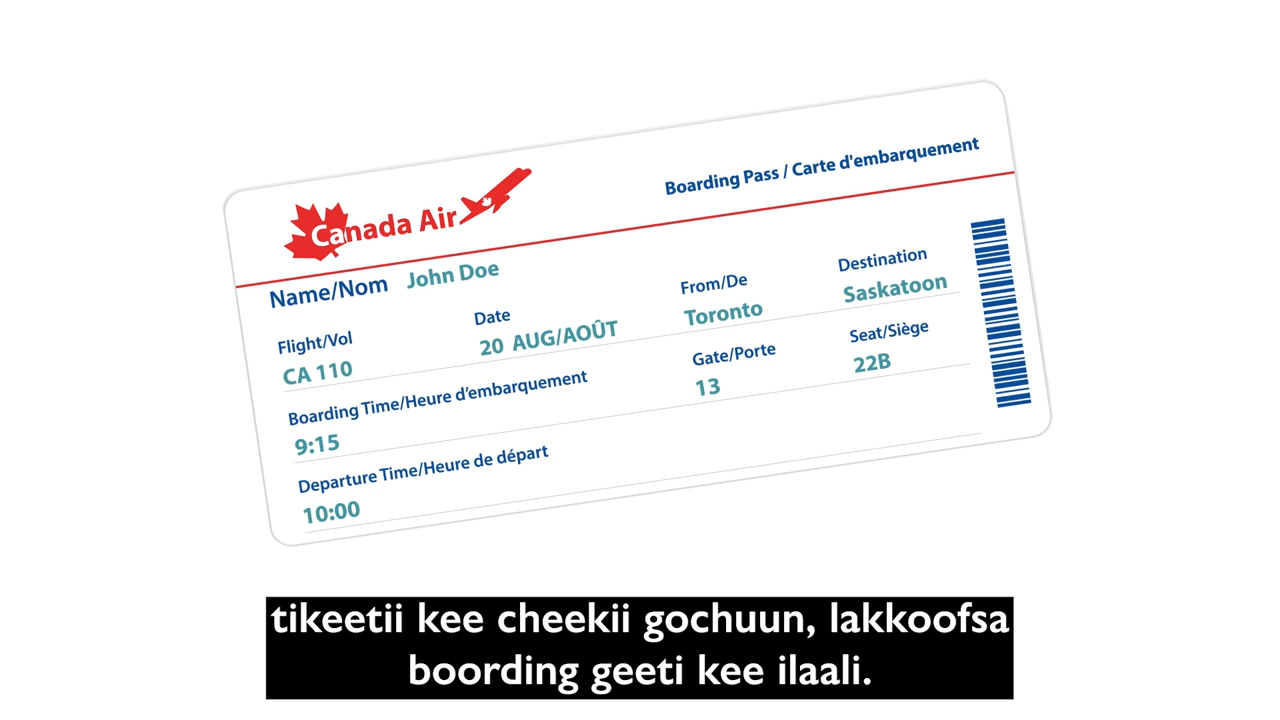 Canada Air
Boarding Pass / Carte d'embarquement
Name/Nom John Doe
Flight/Vol
CA 110
Date
20 AUG/AOÛT
From/De
Toronto
Destination
Saskatoon
Boarding Time/Heure d’embarquement
9:15
Gate/Porte
13
Seat/Siège
22B
Departure Time/Heure de départ
10:00
tikeetii kee cheekii gochuun, lakkoofsa
boording geeti kee ilaali.